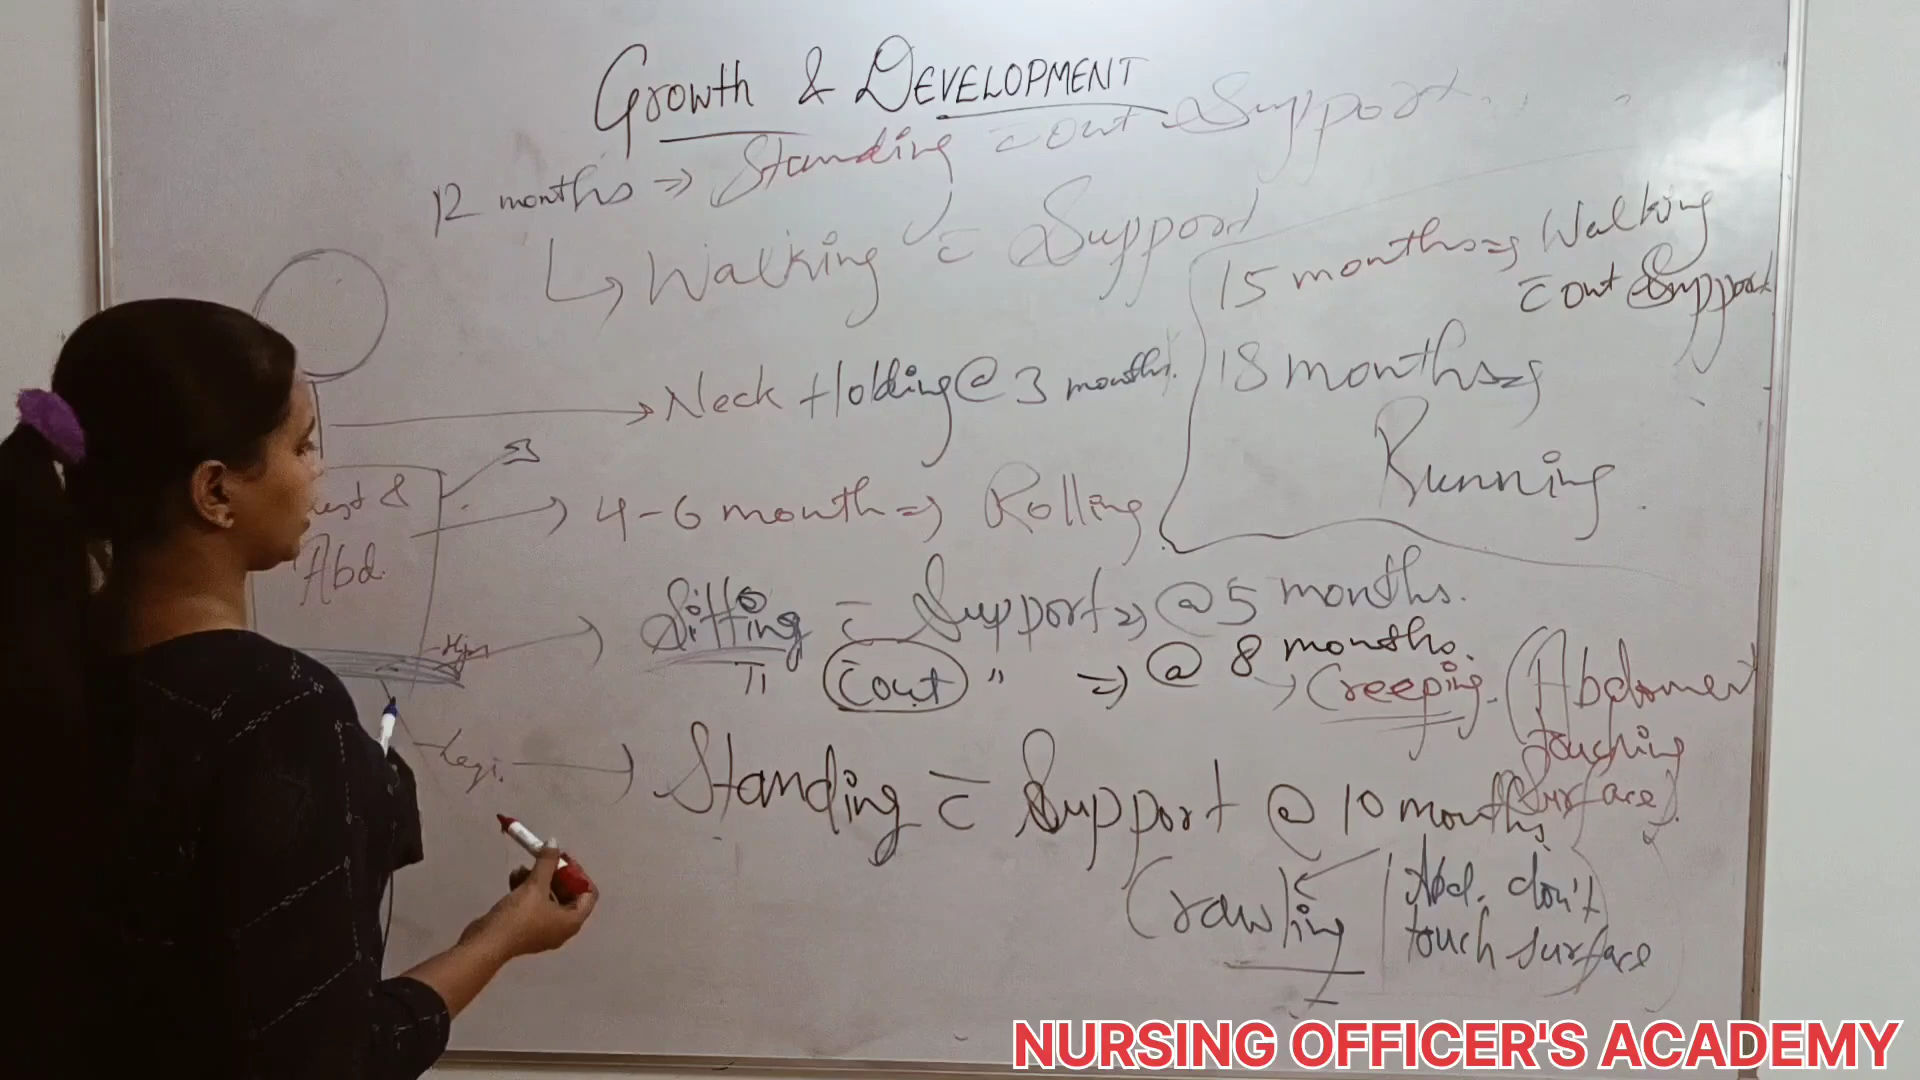 Growth & DEVELOPMENT
12 months => Standing c̄out Support.
↳ Walking c̄ Support
15 months => Walking
c̄out Support
18 months =>
Running
→ Neck Holding @ 3 months.
& 
Abd.
→ 4-6 month => Rolling
Hips → Sitting c̄ Support => @ 5 months.
c̄out " => @ 8 months.
→ Creeping. (Abdomen
touching
Surface).
Legs. → Standing c̄ Support @ 10 months
Crawling
Abd. don't
touch surface
NURSING OFFICER'S ACADEMY